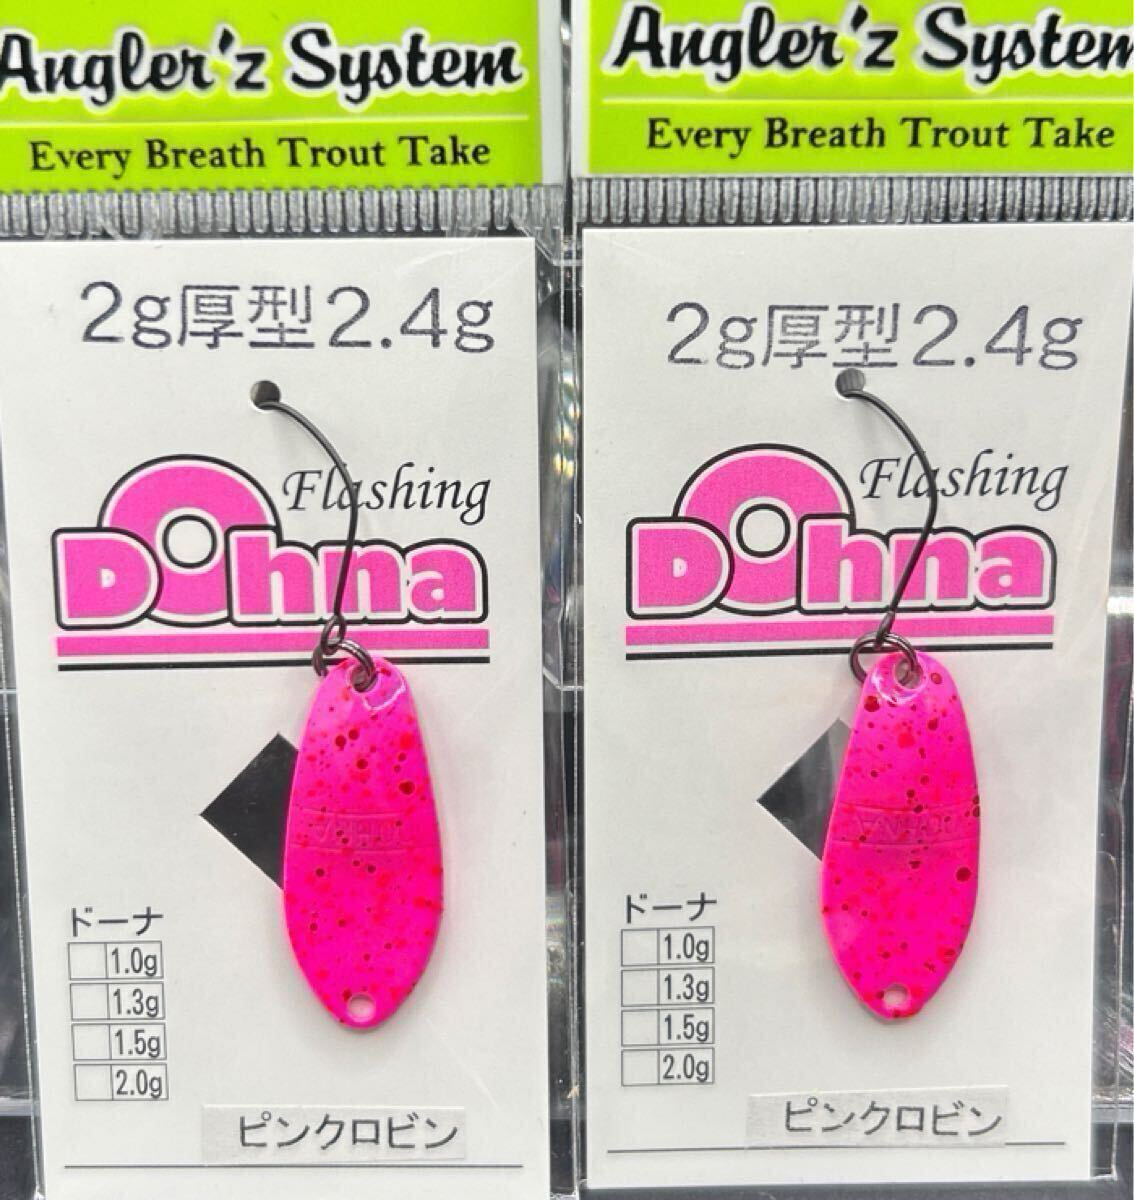 Angler'z System
Every Breath Trout Take
2g厚型2.4g
Flashing
Dohna
DOHNA
ドーナ
1.0g
1.3g
1.5g
2.0g
ピンクロビン
Angler'z System
Every Breath Trout Take
2g厚型2.4g
Flashing
Dohna
DOHNA
ドーナ
1.0g
1.3g
1.5g
2.0g
ピンクロビン